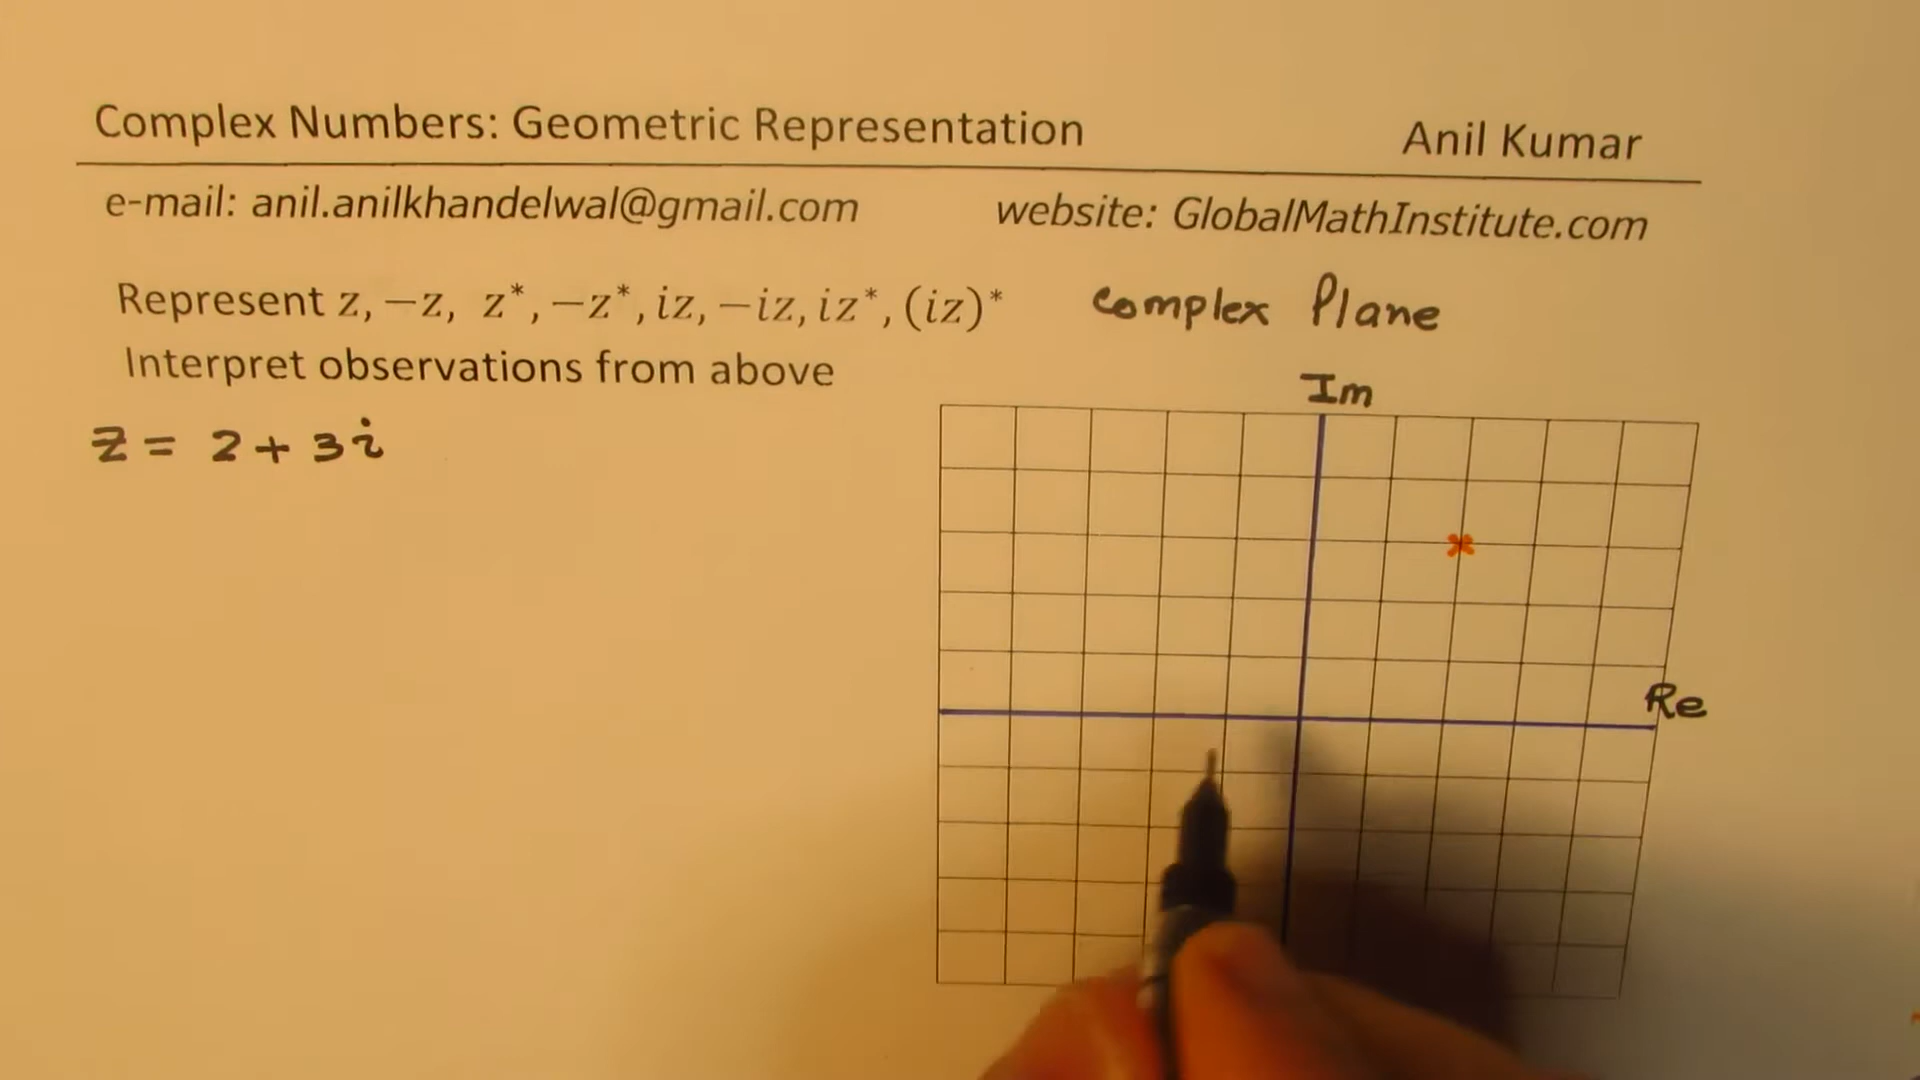 Complex Numbers: Geometric Representation Anil Kumar
e-mail: anil.anilkhandelwal@gmail.com website: GlobalMathInstitute.com
Represent z, −z, z*, −z*, iz, −iz, iz*, (iz)* Complex Plane
Interpret observations from above
Im
z = 2 + 3i
Re